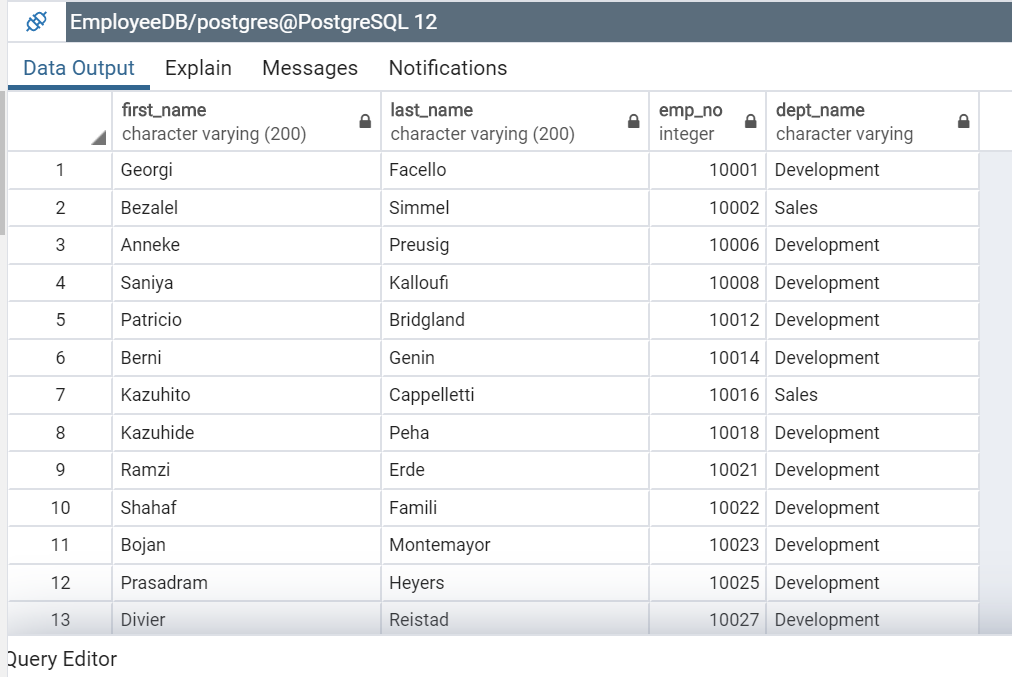 EmployeeDB/postgres@PostgreSQL 12
Data Output Explain Messages Notifications
first_name last_name emp_no dept_name
character varying (200) character varying (200) integer character varying
1 Georgi Facello 10001 Development
2 Bezalel Simmel 10002 Sales
3 Anneke Preusig 10006 Development
4 Saniya Kalloufi 10008 Development
5 Patricio Bridgland 10012 Development
6 Berni Genin 10014 Development
7 Kazuhito Cappelletti 10016 Sales
8 Kazuhide Peha 10018 Development
9 Ramzi Erde 10021 Development
10 Shahaf Famili 10022 Development
11 Bojan Montemayor 10023 Development
12 Prasadram Heyers 10025 Development
13 Divier Reistad 10027 Development
Query Editor